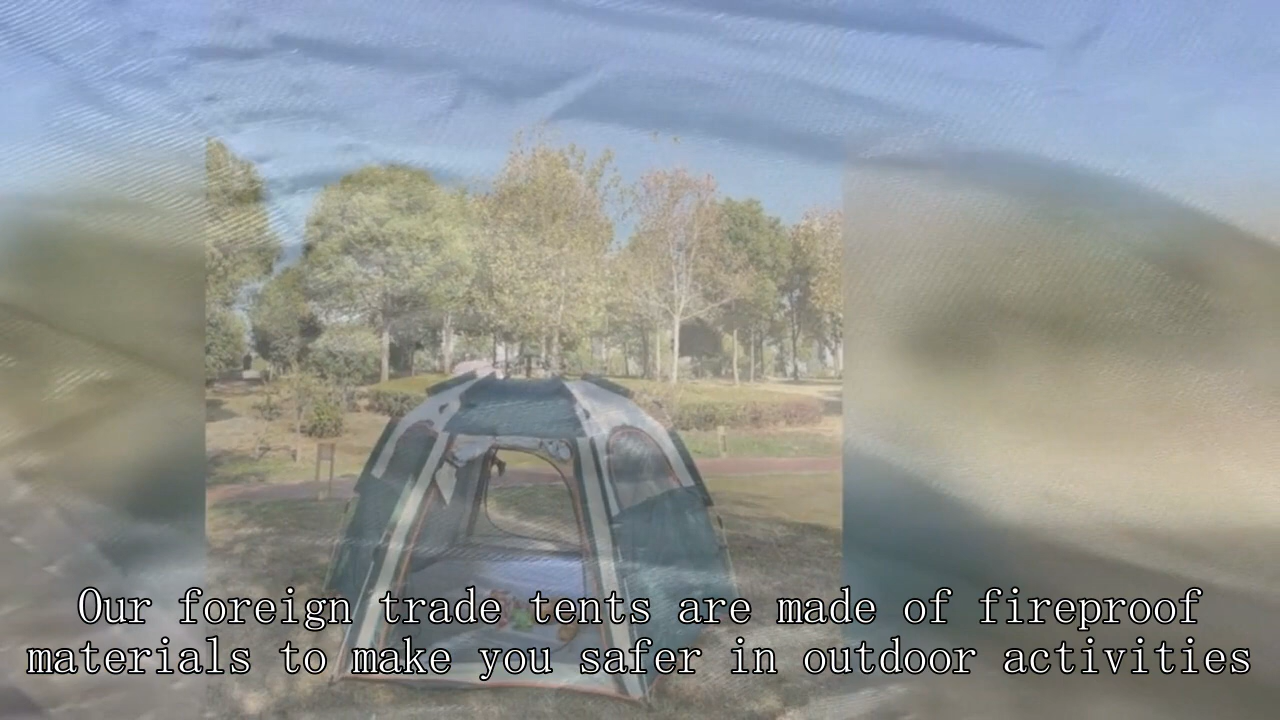 Our foreign trade tents are made of fireproof
materials to make you safer in outdoor activities